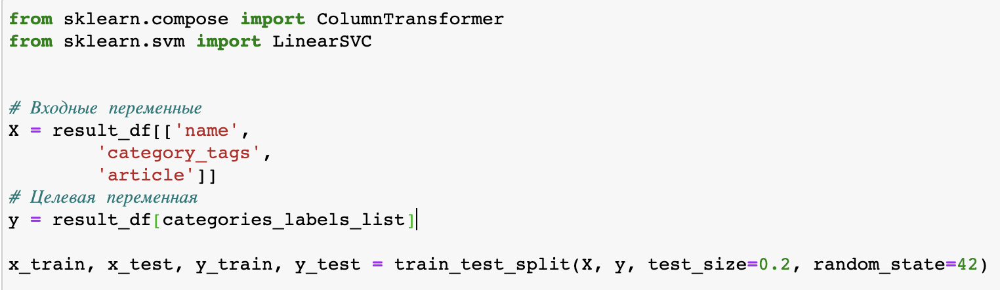 from sklearn.compose import ColumnTransformer
from sklearn.svm import LinearSVC
# Входные переменные
X = result_df[['name',
'category_tags',
'article']]
# Целевая переменная
y = result_df[categories_labels_list]
x_train, x_test, y_train, y_test = train_test_split(X, y, test_size=0.2, random_state=42)